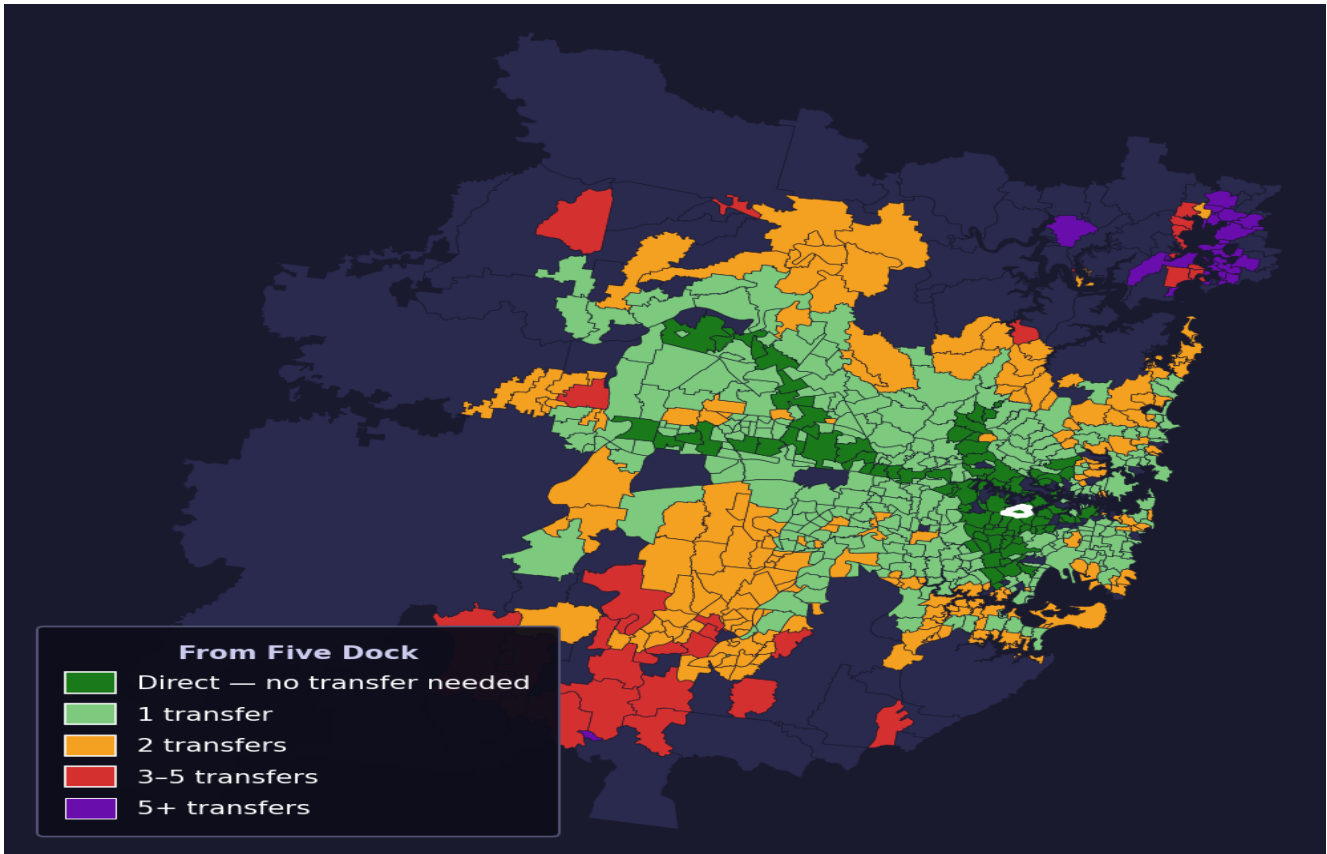 From Five Dock
Direct — no transfer needed
1 transfer
2 transfers
3–5 transfers
5+ transfers